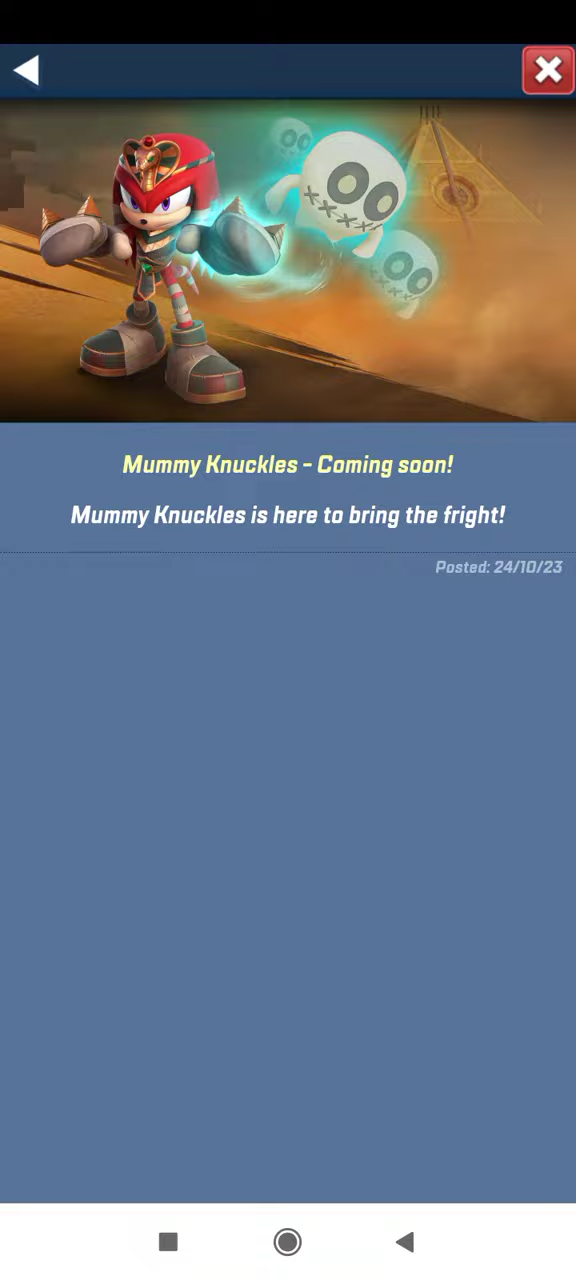 Mummy Knuckles - Coming soon!
Mummy Knuckles is here to bring the fright!
Posted: 24/10/23